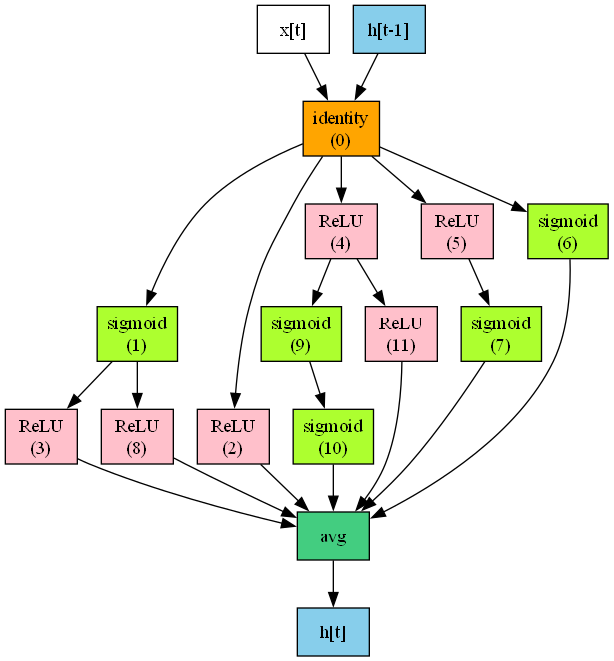 x[t]
h[t-1]
identity
(0)
ReLU
(4)
ReLU
(5)
sigmoid
(6)
sigmoid
(1)
sigmoid
(9)
ReLU
(11)
sigmoid
(7)
ReLU
(3)
ReLU
(8)
ReLU
(2)
sigmoid
(10)
avg
h[t]